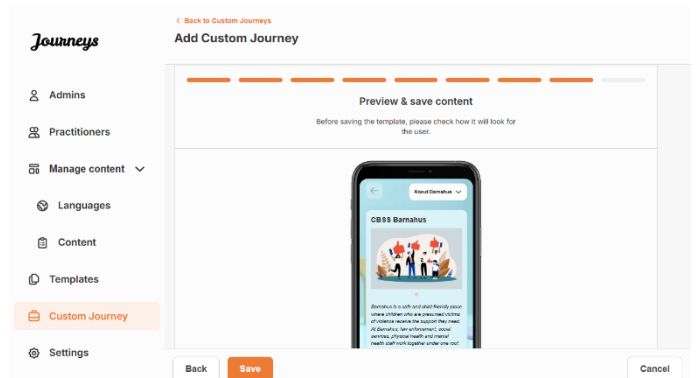 < Back to Custom Journeys
Journeys
Add Custom Journey
Admins
Practitioners
Manage content
Languages
Content
Templates
Custom Journey
Settings
Preview & save content
Before saving the template, please check how it will look for
the user.
About Barnahus
CBSS Barnahus
Barnahus is a safe and child-friendly place
where children who are presumed victims
of violence receive the support they need.
At Barnahus, law enforcement, social
services, physical health and mental
health staff work together under one roof.
Back
Save
Cancel